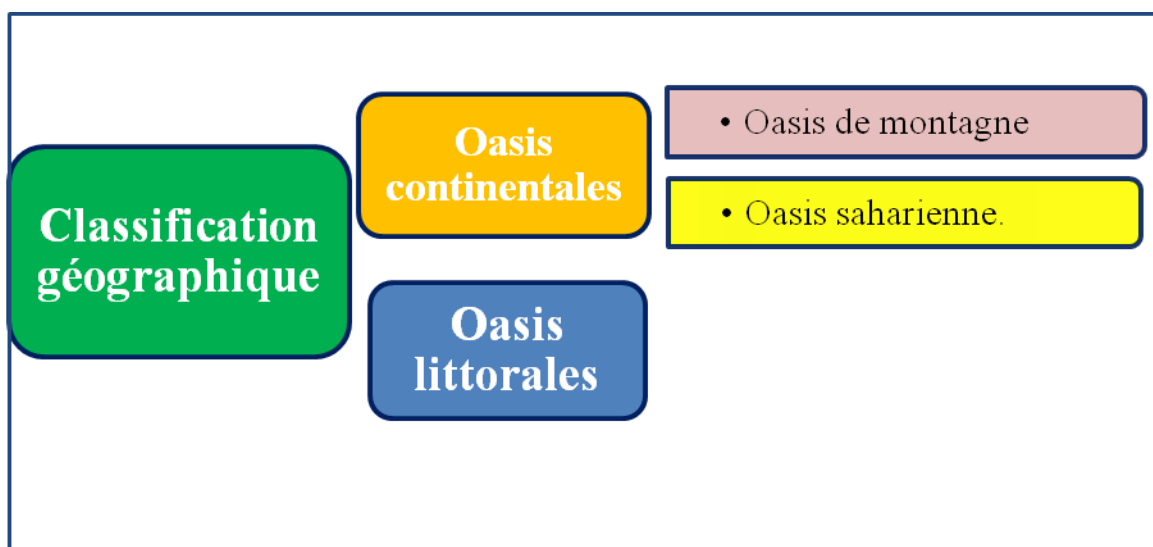 Classification
géographique
Oasis
continentales
• Oasis de montagne
• Oasis saharienne.
Oasis
littorales